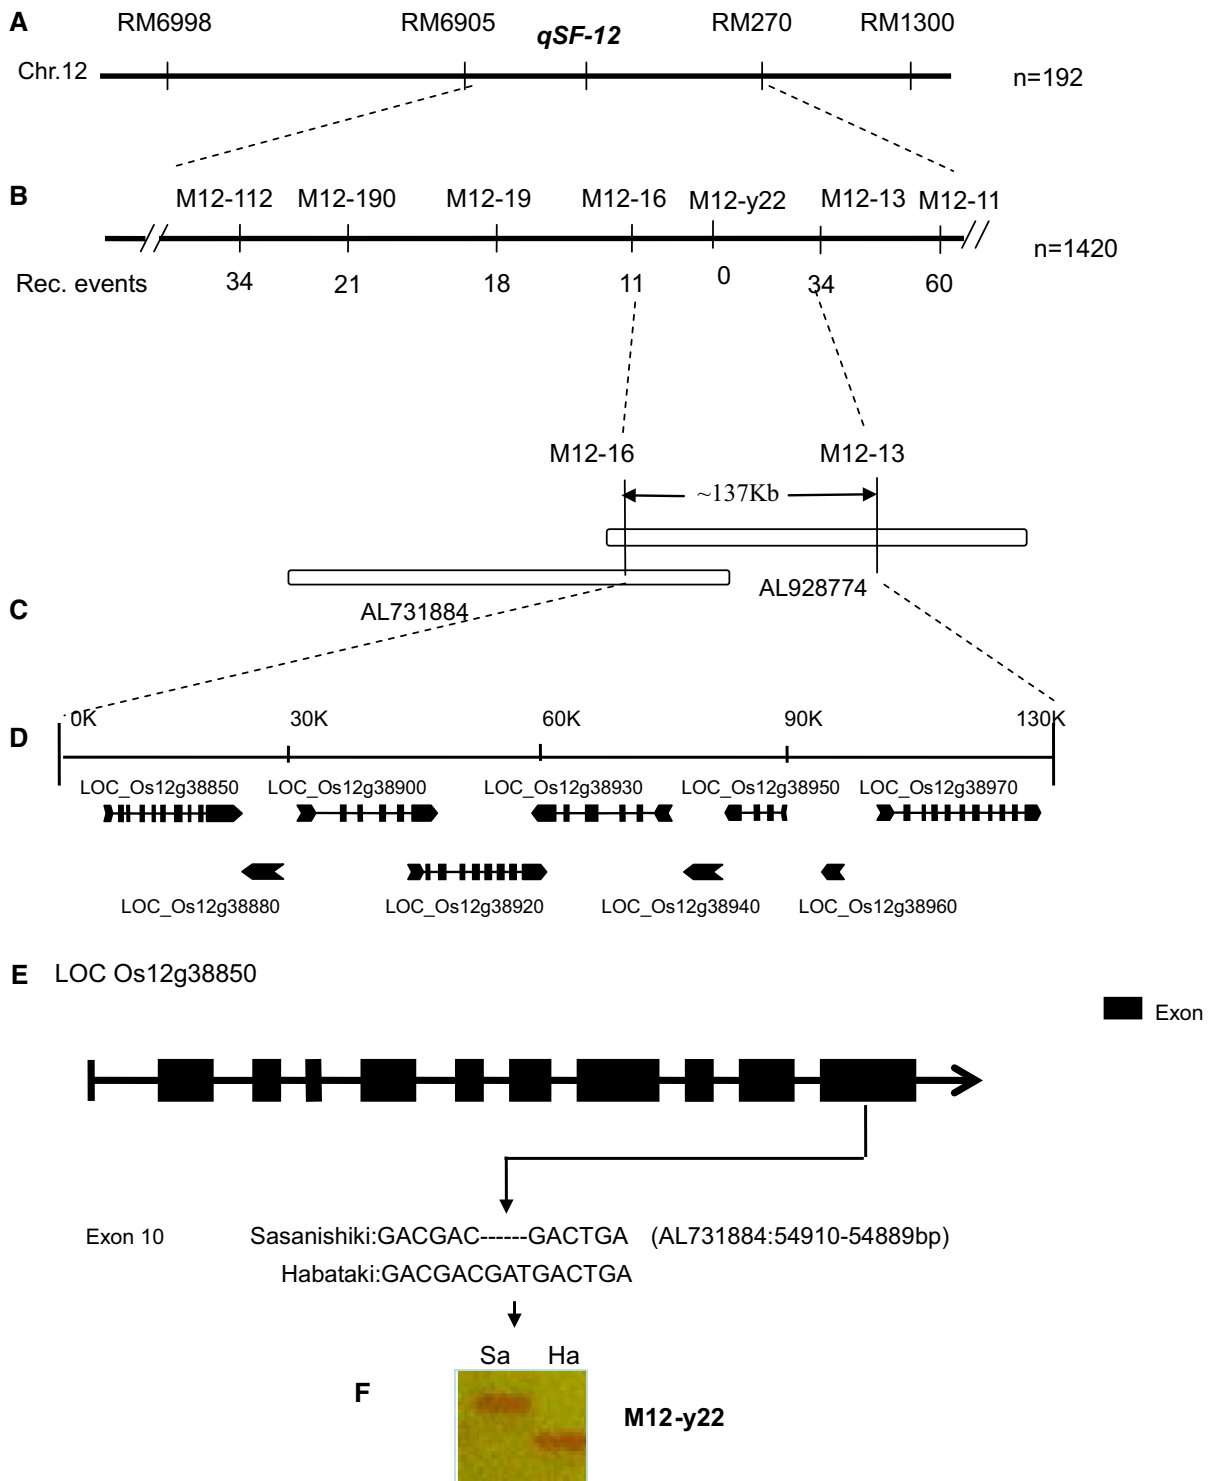 A
RM6998 RM6905 qSF-12 RM270 RM1300
Chr.12 n=192
B
M12-112 M12-190 M12-19 M12-16 M12-y22 M12-13 M12-11
n=1420
Rec. events 34 21 18 11 0 34 60
M12-16 M12-13
~137Kb
AL928774
C
AL731884
D
0K 30K 60K 90K 130K
LOC_Os12g38850 LOC_Os12g38900 LOC_Os12g38930 LOC_Os12g38950 LOC_Os12g38970
LOC_Os12g38880 LOC_Os12g38920 LOC_Os12g38940 LOC_Os12g38960
E LOC Os12g38850
Exon
Exon 10 Sasanishiki:GACGAC------GACTGA (AL731884:54910-54889bp)
Habataki:GACGACGATGACTGA
Sa Ha
F
M12-y22